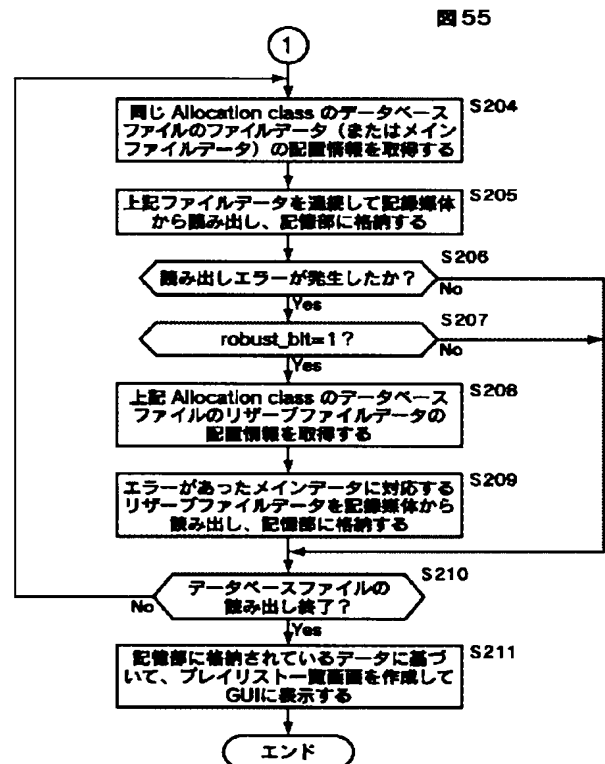 図55
1
同じ Allocation class のデータベース
ファイルのファイルデータ（またはメイン
ファイルデータ）の配置情報を取得する
S204
上記ファイルデータを連続して記録媒体
から読み出し、記憶部に格納する
S205
読み出しエラーが発生したか？
S206
No
Yes
robust_bit=1？
S207
No
Yes
上記 Allocation class のデータベース
ファイルのリザーブファイルデータの
配置情報を取得する
S208
エラーがあったメインデータに対応する
リザーブファイルデータを記録媒体から
読み出し、記憶部に格納する
S209
データベースファイルの
読み出し終了？
S210
No
Yes
記憶部に格納されているデータに基づ
いて、プレイリスト一覧画面を作成して
GUIに表示する
S211
エンド